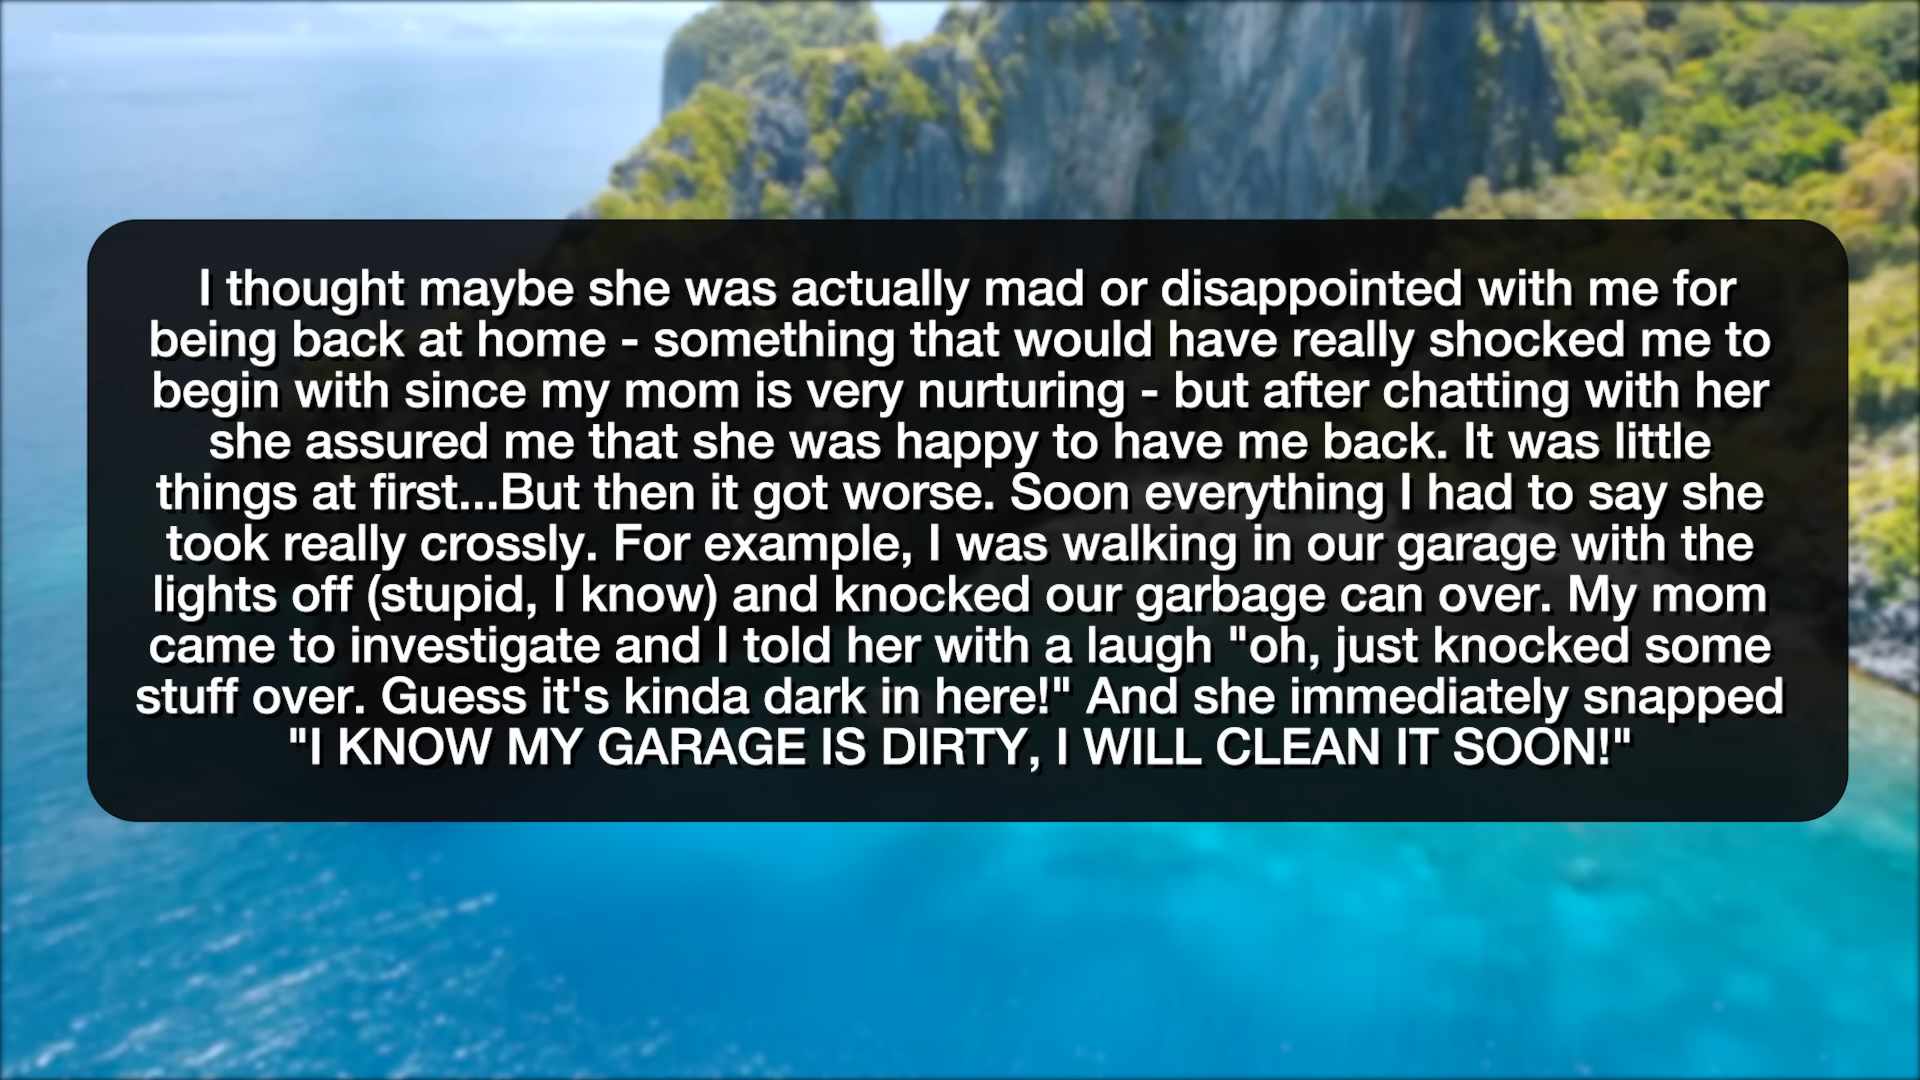 I thought maybe she was actually mad or disappointed with me for
being back at home - something that would have really shocked me to
begin with since my mom is very nurturing - but after chatting with her
she assured me that she was happy to have me back. It was little
things at first...But then it got worse. Soon everything I had to say she
took really crossly. For example, I was walking in our garage with the
lights off (stupid, I know) and knocked our garbage can over. My mom
came to investigate and I told her with a laugh "oh, just knocked some
stuff over. Guess it's kinda dark in here!" And she immediately snapped
"I KNOW MY GARAGE IS DIRTY, I WILL CLEAN IT SOON!"